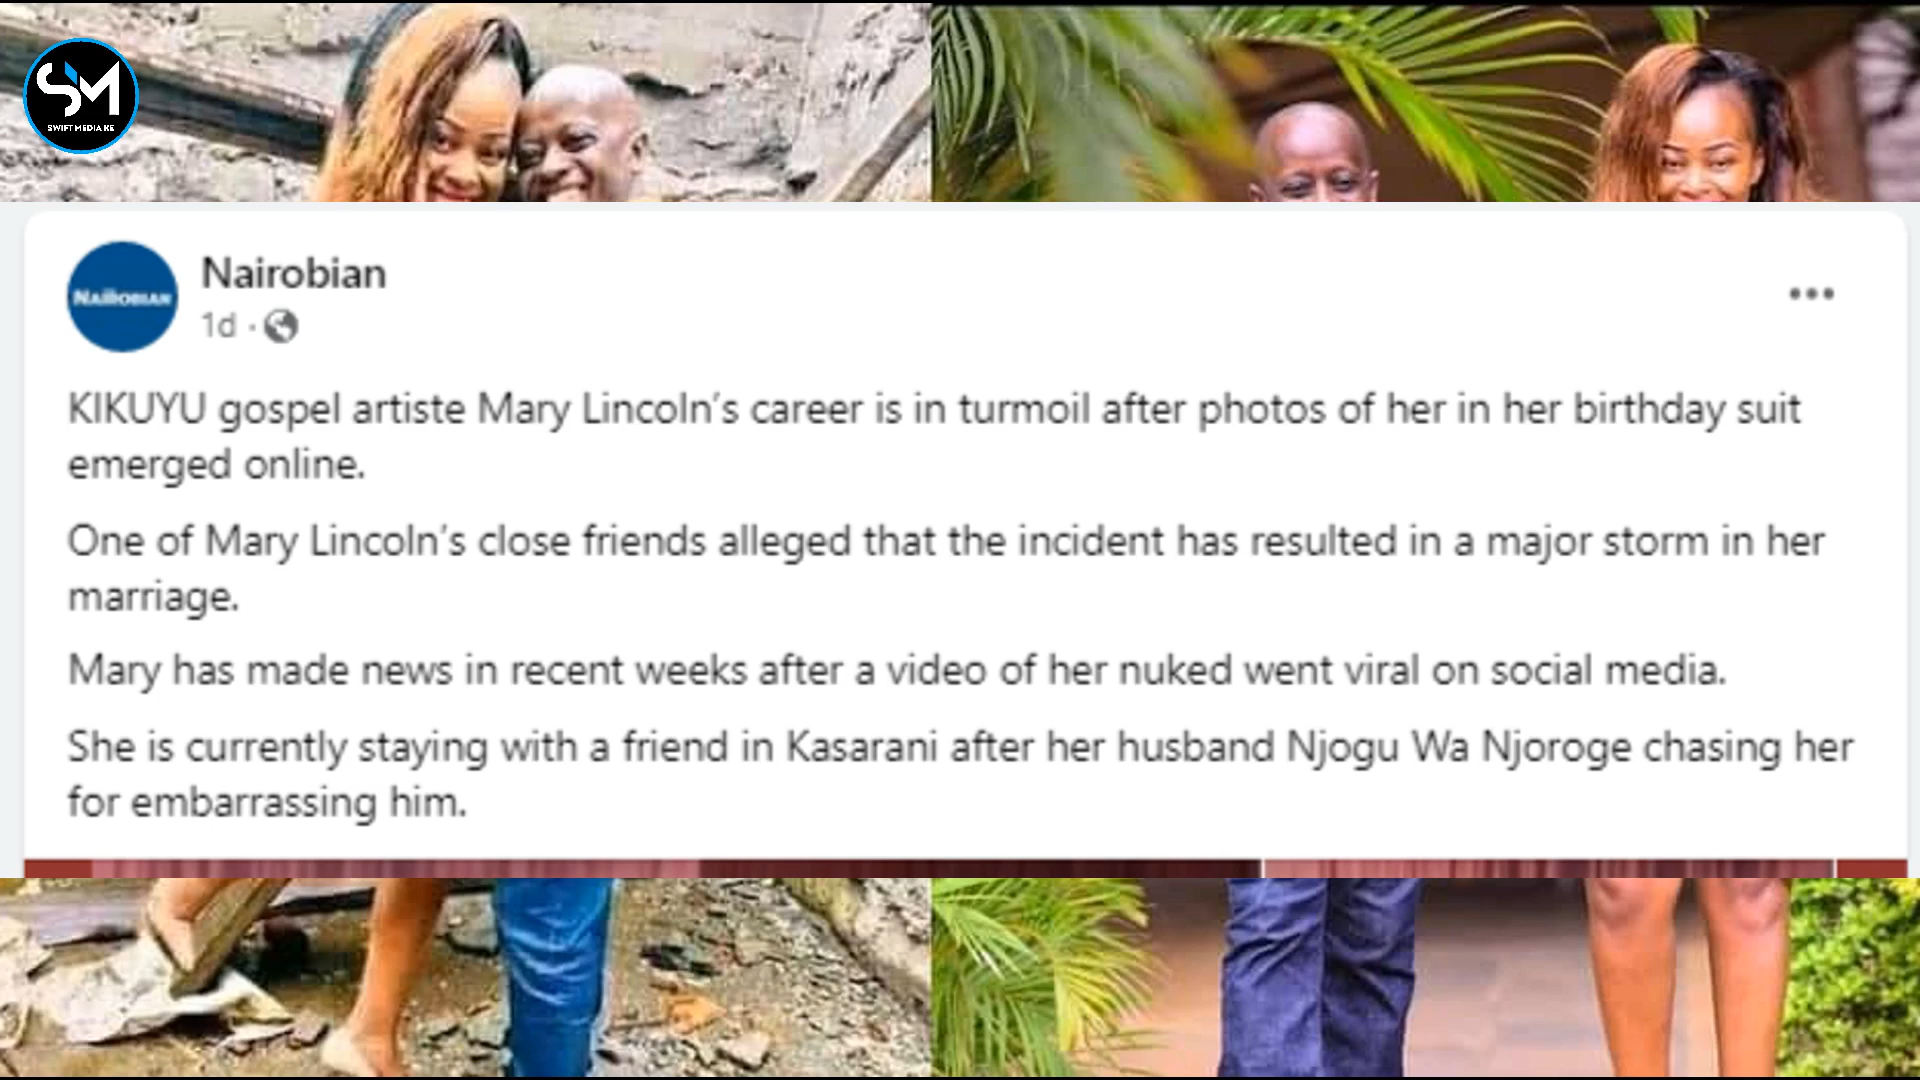 SM
SWIFT MEDIA KE
NAIROBIAN
Nairobian
1d ·
KIKUYU gospel artiste Mary Lincoln’s career is in turmoil after photos of her in her birthday suit
emerged online.
One of Mary Lincoln’s close friends alleged that the incident has resulted in a major storm in her
marriage.
Mary has made news in recent weeks after a video of her nuked went viral on social media.
She is currently staying with a friend in Kasarani after her husband Njogu Wa Njoroge chasing her
for embarrassing him.